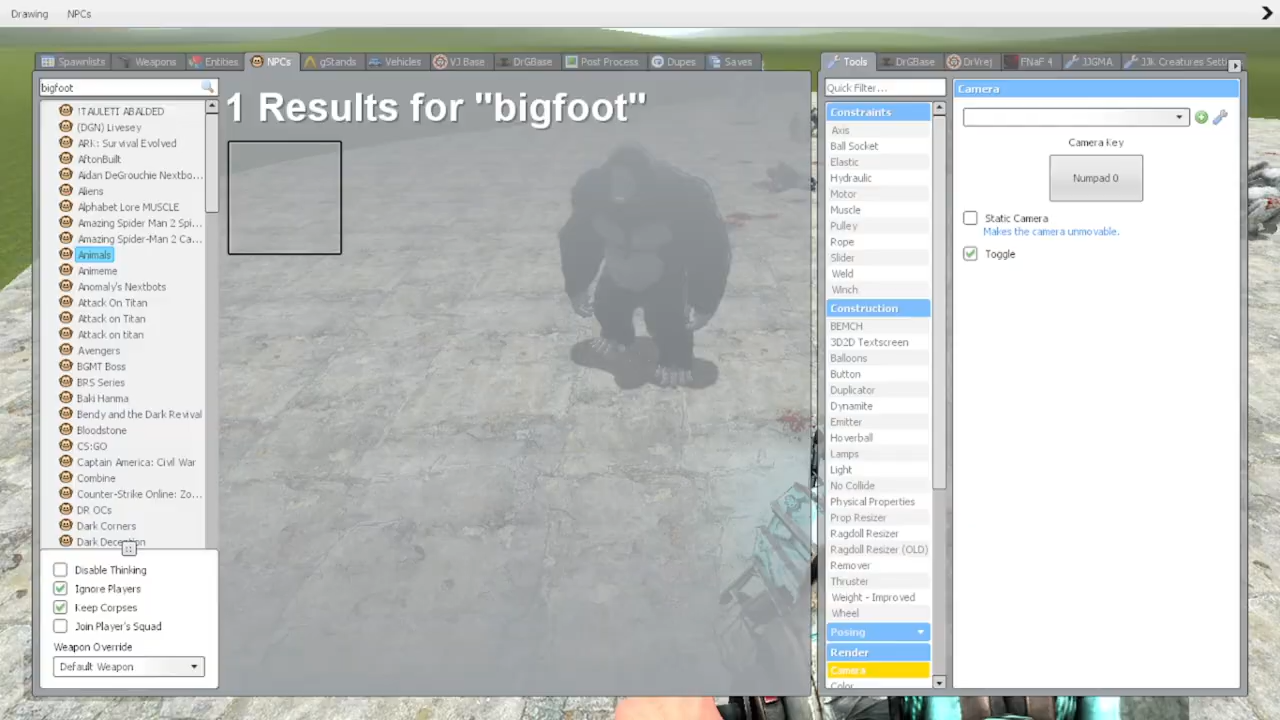 Drawing
NPCs
Spawnlists
Weapons
Entities
NPCs
gStands
Vehicles
VJ Base
DrGBase
Post Process
Dupes
Saves
bigfoot
1 Results for "bigfoot"
!TAULETT ABALDED
(DGN) Livesey
ARK: Survival Evolved
AftonBuilt
Aidan DeGrouchie Nextbo...
Aliens
Alphabet Lore MUSCLE
Amazing Spider Man 2 Spi...
Amazing Spider-Man 2 Ca...
Animals
Animeme
Anomaly's Nextbots
Attack On Titan
Attack on Titan
Attack on titan
Avengers
BGMT Boss
BRS Series
Baki Hanma
Bendy and the Dark Revival
Bloodstone
CS:GO
Captain America: Civil War
Combine
Counter-Strike Online: Zo...
DR OCs
Dark Corners
Dark Deception
Disable Thinking
Ignore Players
Keep Corpses
Join Player's Squad
Weapon Override
Default Weapon
Tools
DrGBase
DrVrej
FNaF 4
JJGMA
JJk Creatures Setti
Quick Filter...
Constraints
Axis
Ball Socket
Elastic
Hydraulic
Motor
Muscle
Pulley
Rope
Slider
Weld
Winch
Construction
BEMCH
3D2D Textscreen
Balloons
Button
Duplicator
Dynamite
Emitter
Hoverball
Lamps
Light
No Collide
Physical Properties
Prop Resizer
Ragdoll Resizer
Ragdoll Resizer (OLD)
Remover
Thruster
Weight - Improved
Wheel
Posing
Render
Camera
Color
Camera
Camera Key
Numpad 0
Static Camera
Makes the camera unmovable.
Toggle